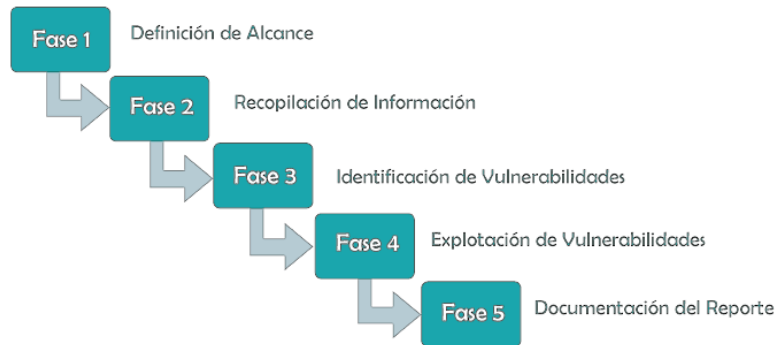 Fase 1
Definición de Alcance
Fase 2
Recopilación de Información
Fase 3
Identificación de Vulnerabilidades
Fase 4
Explotación de Vulnerabilidades
Fase 5
Documentación del Reporte